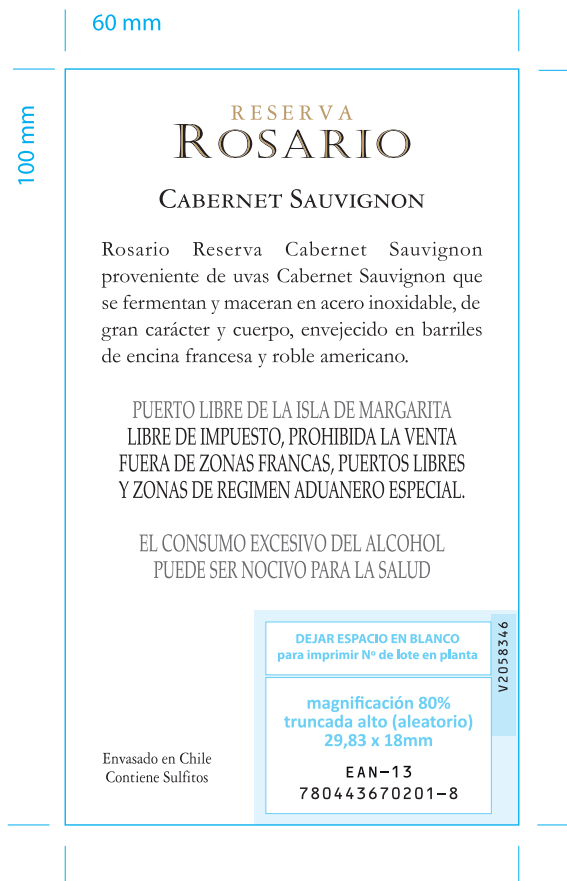 60 mm
100 mm
RESERVA
ROSARIO
CABERNET SAUVIGNON
Rosario Reserva Cabernet Sauvignon
proveniente de uvas Cabernet Sauvignon que
se fermentan y maceran en acero inoxidable, de
gran carácter y cuerpo, envejecido en barriles
de encina francesa y roble americano.
PUERTO LIBRE DE LA ISLA DE MARGARITA
LIBRE DE IMPUESTO, PROHIBIDA LA VENTA
FUERA DE ZONAS FRANCAS, PUERTOS LIBRES
Y ZONAS DE REGIMEN ADUANERO ESPECIAL.
EL CONSUMO EXCESIVO DEL ALCOHOL
PUEDE SER NOCIVO PARA LA SALUD
DEJAR ESPACIO EN BLANCO
para imprimir Nº de lote en planta
V2058346
magnificación 80%
truncada alto (aleatorio)
29,83 x 18mm
EAN-13
780443670201-8
Envasado en Chile
Contiene Sulfitos